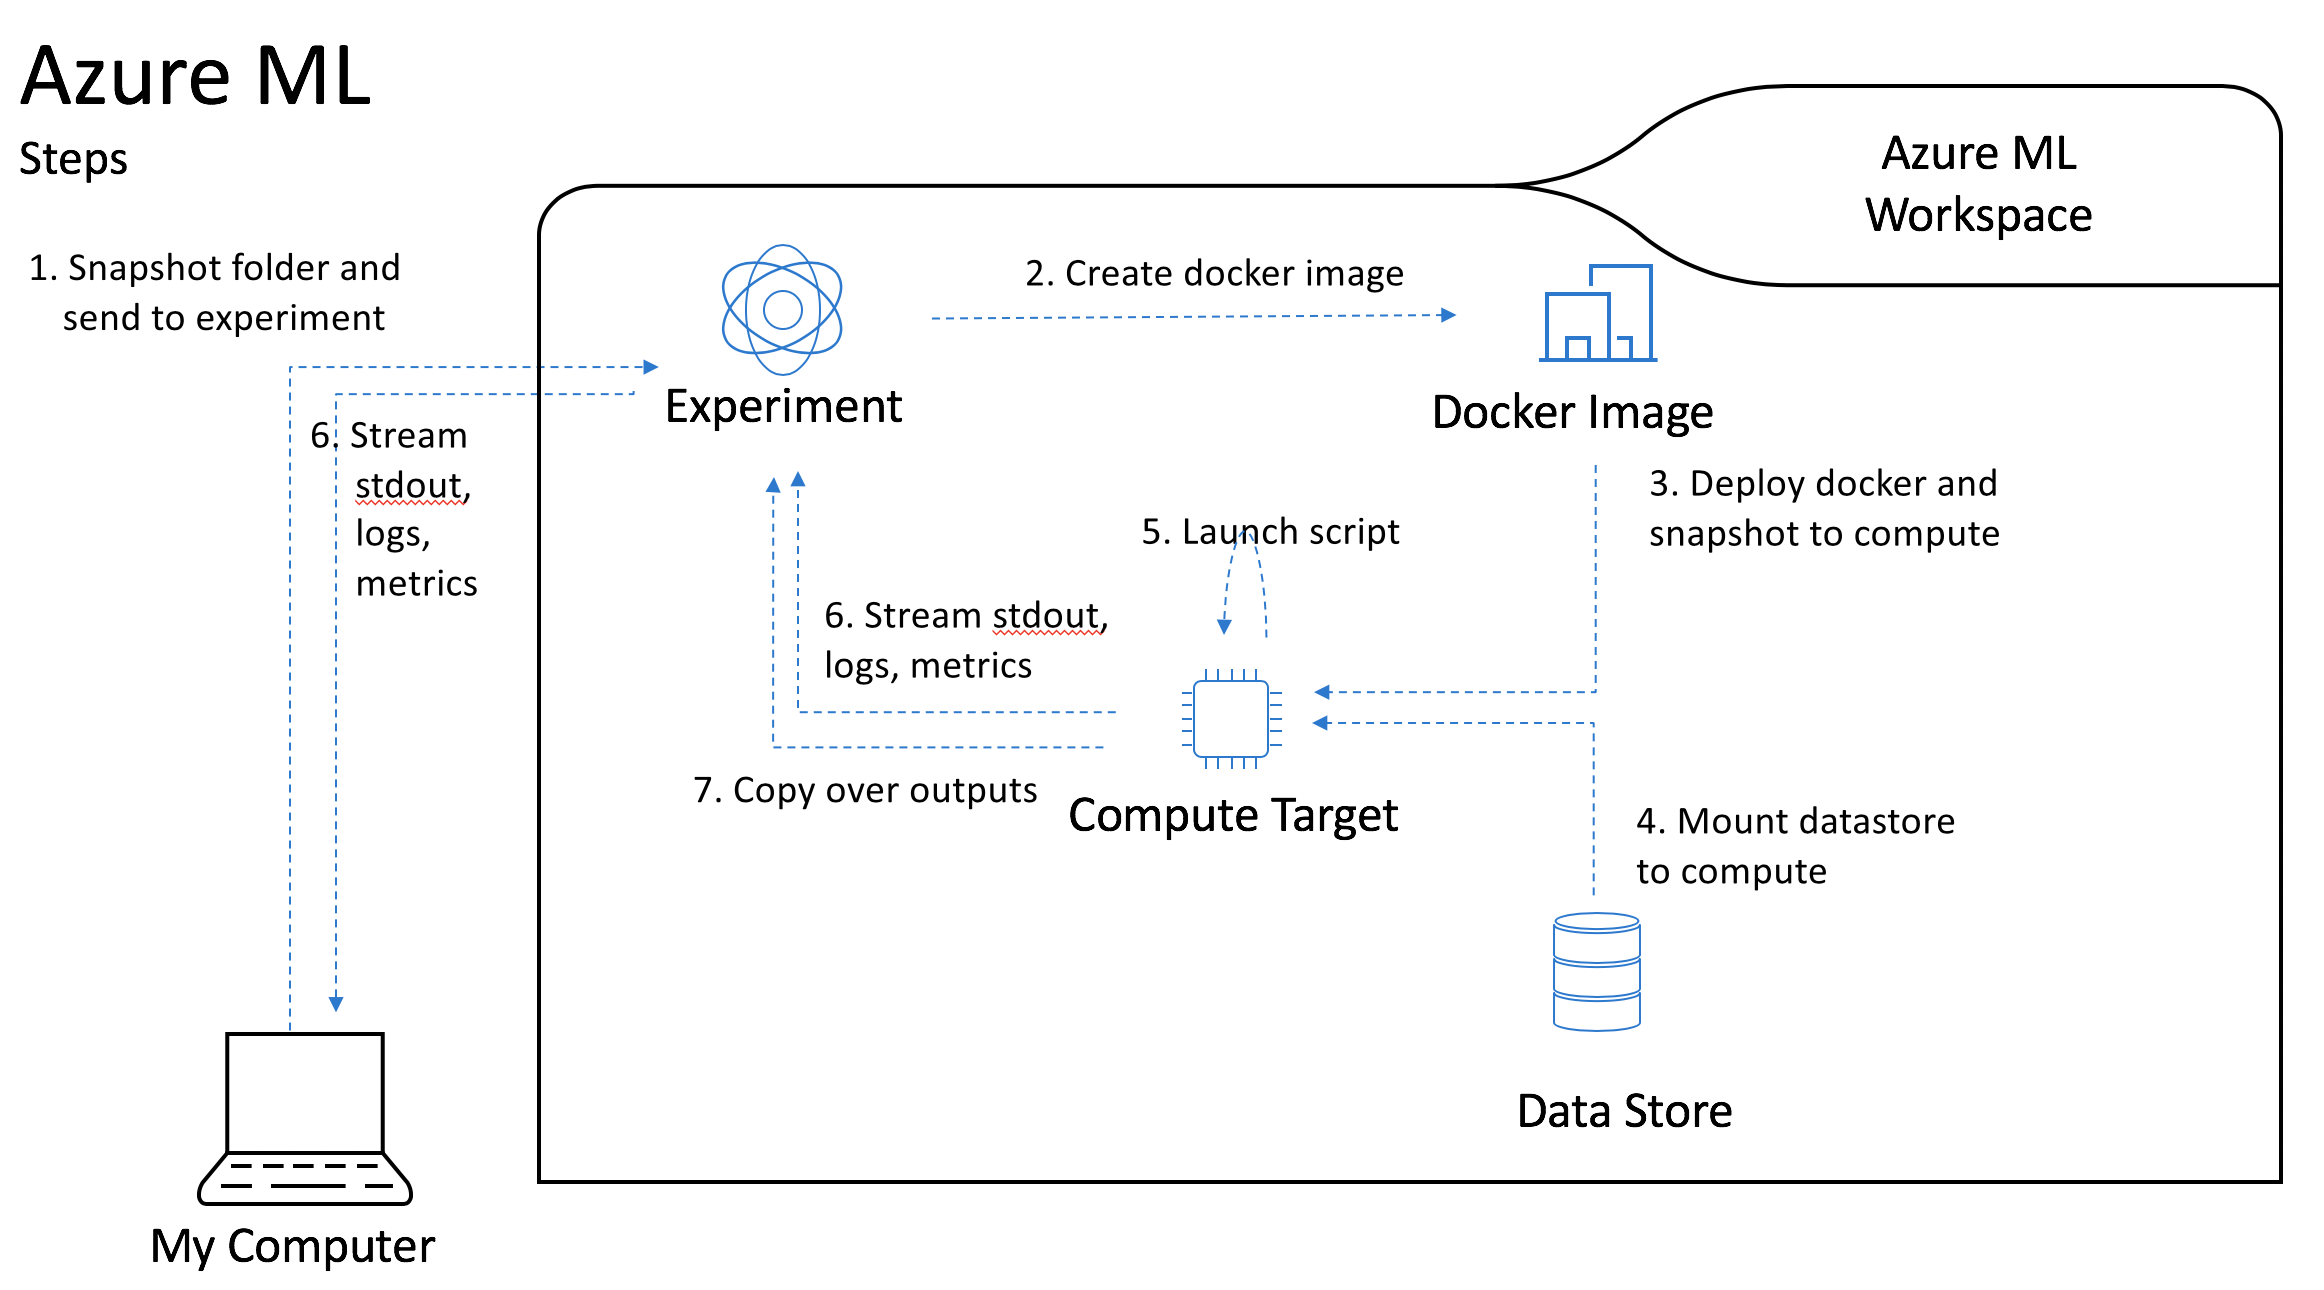 Azure ML
Steps
Azure ML
Workspace
1. Snapshot folder and
send to experiment
2. Create docker image
Experiment
Docker Image
6. Stream
stdout,
logs,
metrics
3. Deploy docker and
snapshot to compute
5. Launch script
6. Stream stdout,
logs, metrics
7. Copy over outputs
Compute Target
4. Mount datastore
to compute
Data Store
My Computer